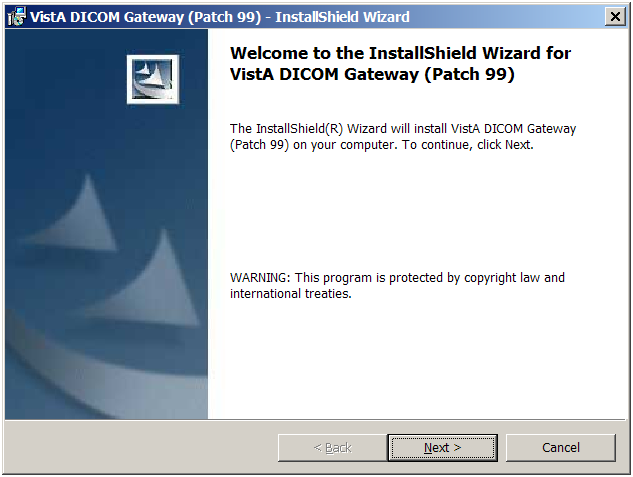 VistA DICOM Gateway (Patch 99) - InstallShield Wizard
Welcome to the InstallShield Wizard for
VistA DICOM Gateway (Patch 99)
The InstallShield(R) Wizard will install VistA DICOM Gateway
(Patch 99) on your computer. To continue, click Next.
WARNING: This program is protected by copyright law and
international treaties.
< Back
Next >
Cancel